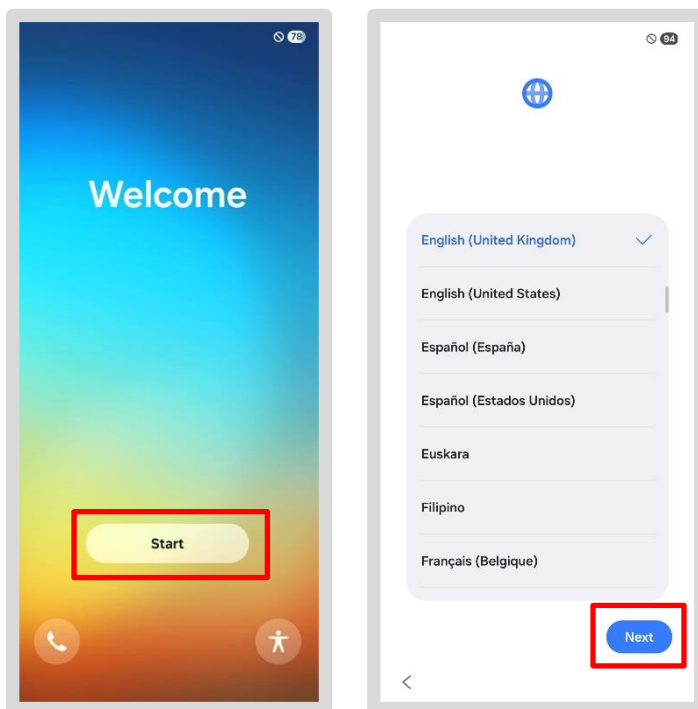 78
Welcome
Start
94
English (United Kingdom)
English (United States)
Español (España)
Español (Estados Unidos)
Euskara
Filipino
Français (Belgique)
Next